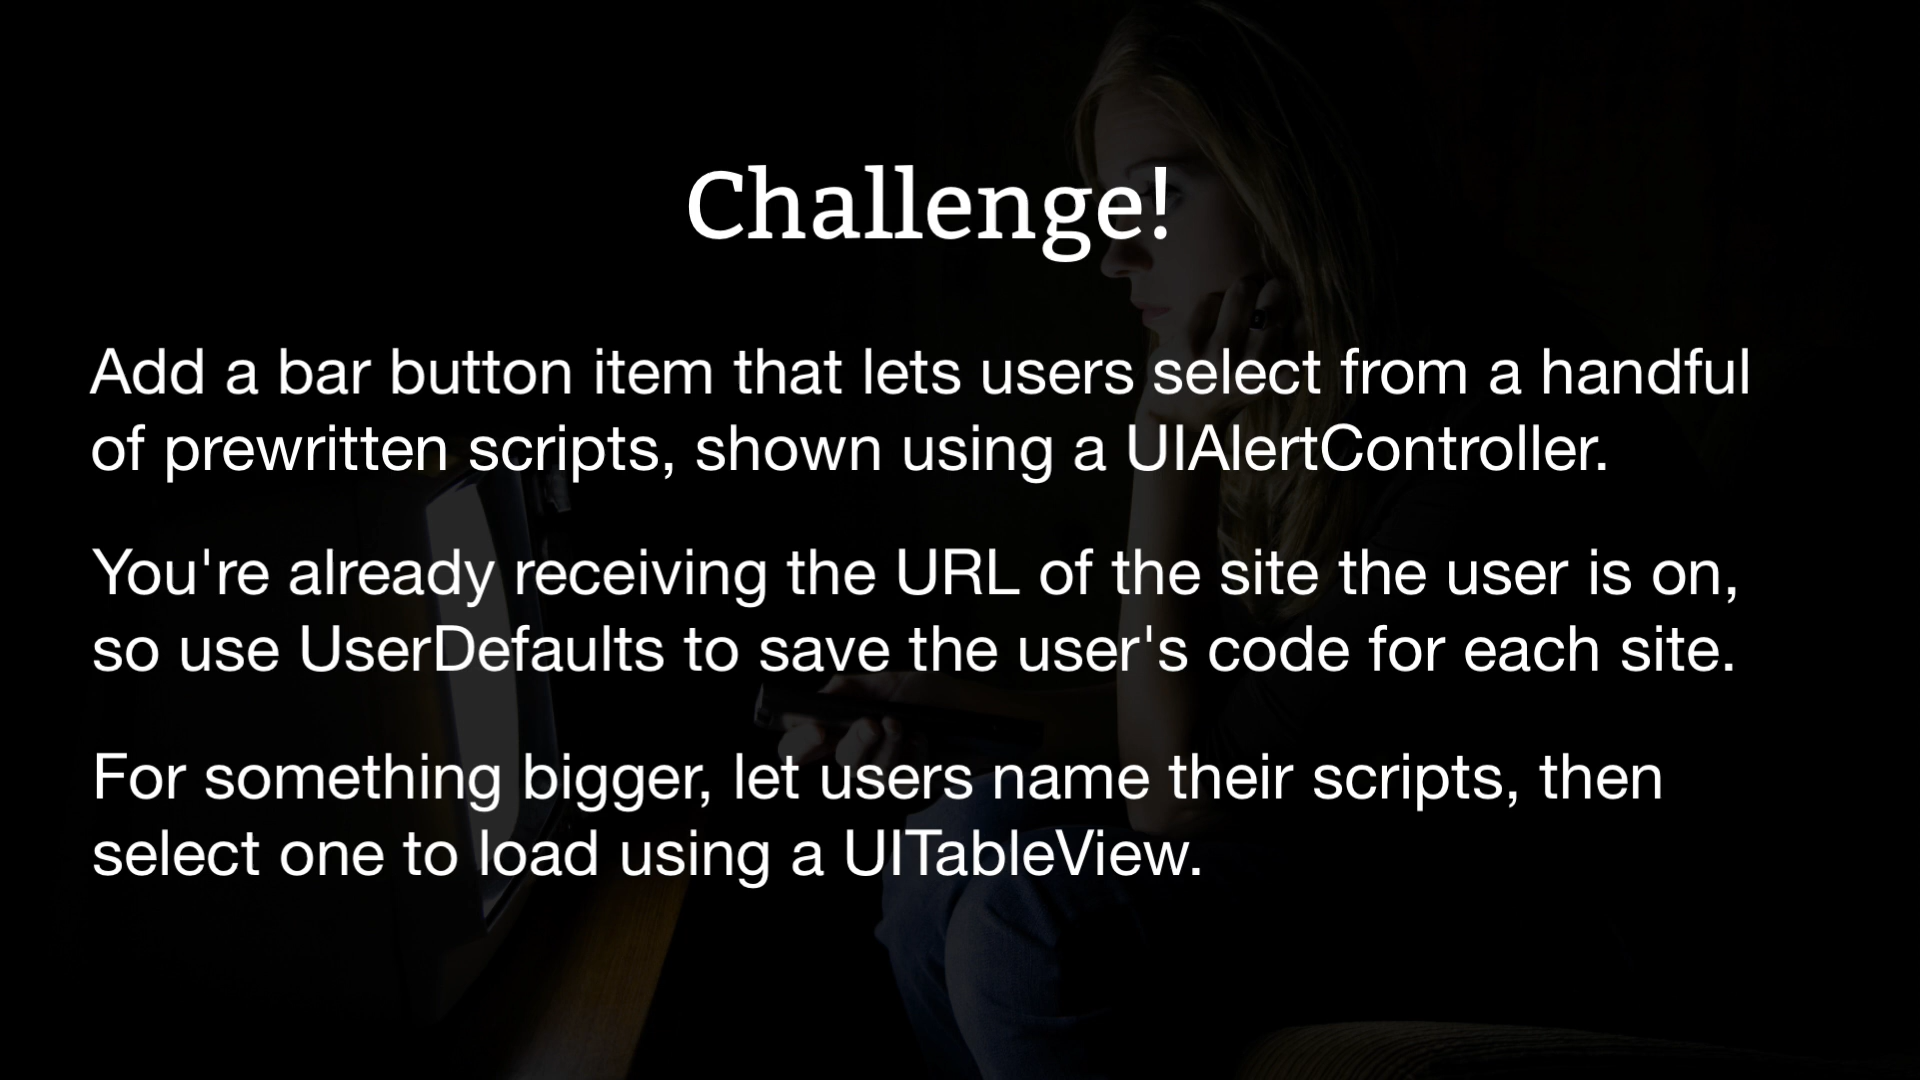 Challenge!
Add a bar button item that lets users select from a handful
of prewritten scripts, shown using a UIAlertController.
You're already receiving the URL of the site the user is on,
so use UserDefaults to save the user's code for each site.
For something bigger, let users name their scripts, then
select one to load using a UITableView.